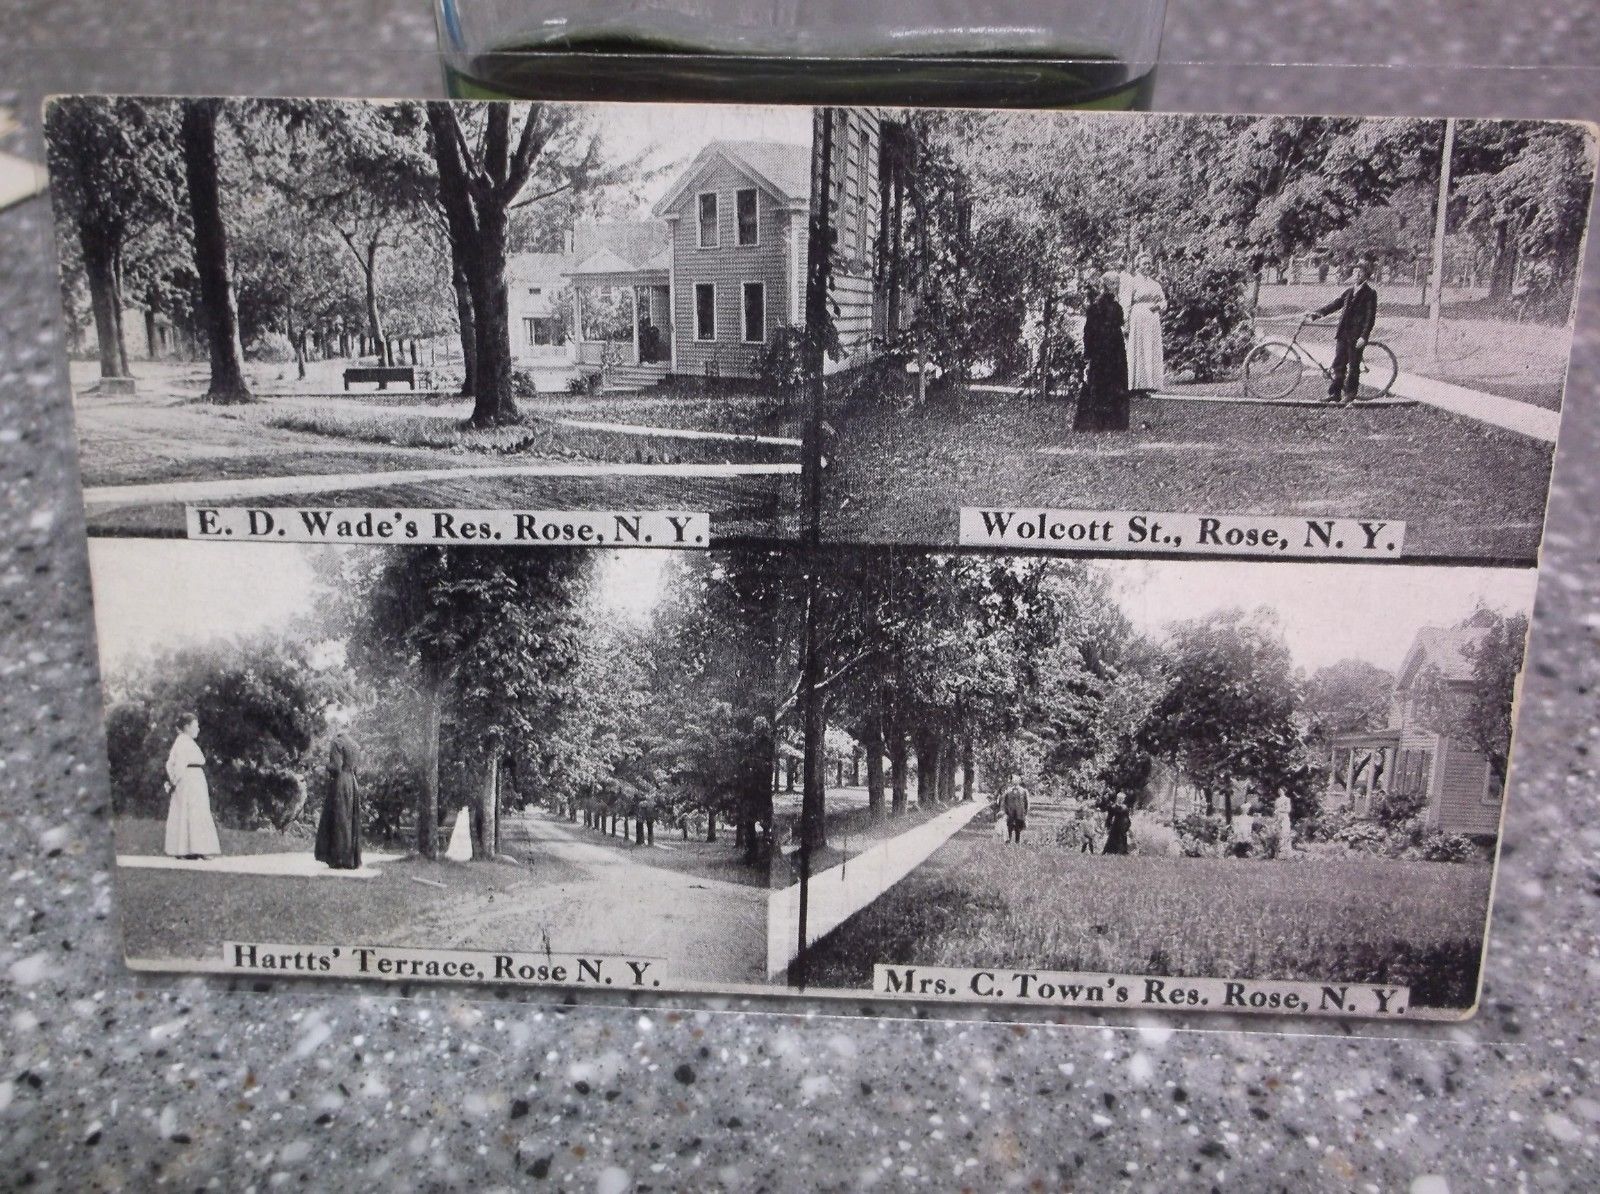 E. D. Wade's Res. Rose, N. Y.
Wolcott St., Rose, N. Y.
Hartts' Terrace, Rose N. Y.
Mrs. C. Town's Res. Rose, N. Y.